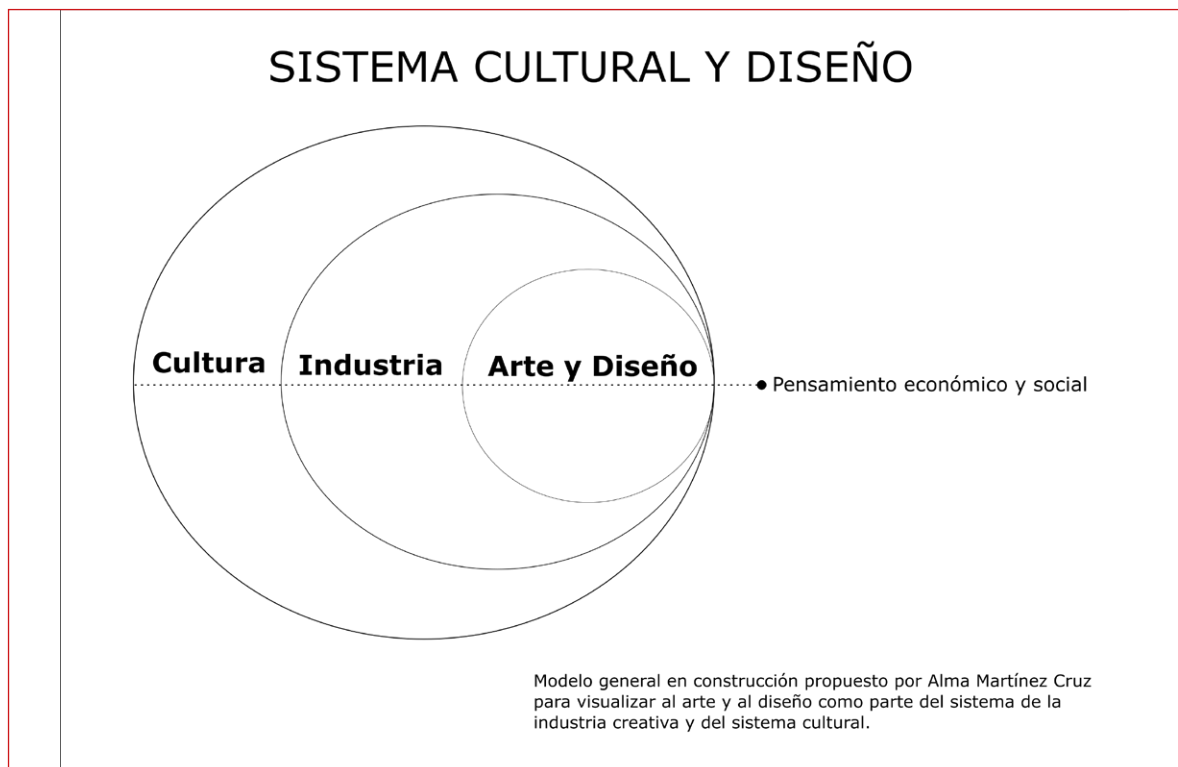 SISTEMA CULTURAL Y DISEÑO
Cultura
Industria
Arte y Diseño
Pensamiento económico y social
Modelo general en construcción propuesto por Alma Martínez Cruz
para visualizar al arte y al diseño como parte del sistema de la
industria creativa y del sistema cultural.